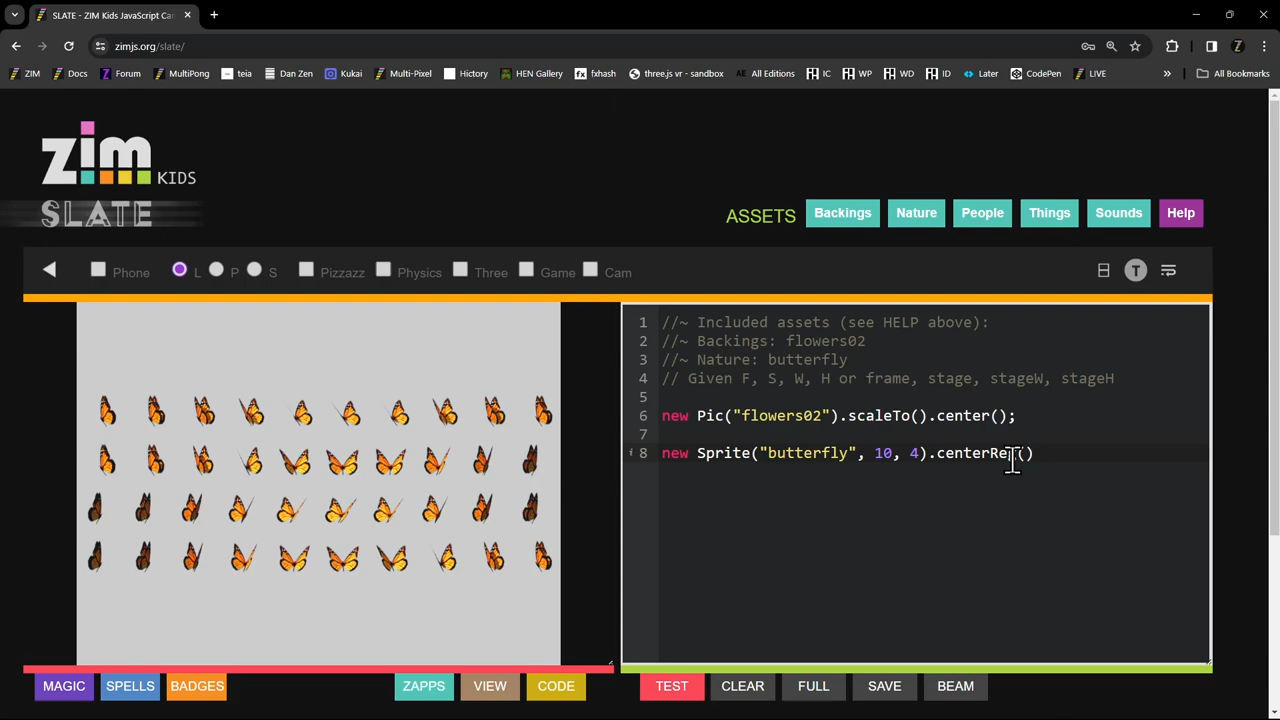 SLATE - ZIM Kids JavaScript Can
zimjs.org/slate/
ZIM Docs Forum MultiPong teia Dan Zen Kukai Multi-Pixel Hictory HEN Gallery fxhash three.js vr - sandbox All Editions IC WP WD ID Later CodePen LIVE » All Bookmarks
zim KIDS
SLATE
ASSETS Backings Nature People Things Sounds Help
Phone L P S Pizzazz Physics Three Game Cam T
1 //~ Included assets (see HELP above):
2 //~ Backings: flowers02
3 //~ Nature: butterfly
4 // Given F, S, W, H or frame, stage, stageW, stageH
5
6 new Pic("flowers02").scaleTo().center();
7
8 new Sprite("butterfly", 10, 4).centerReg()
MAGIC SPELLS BADGES ZAPPS VIEW CODE TEST CLEAR FULL SAVE BEAM